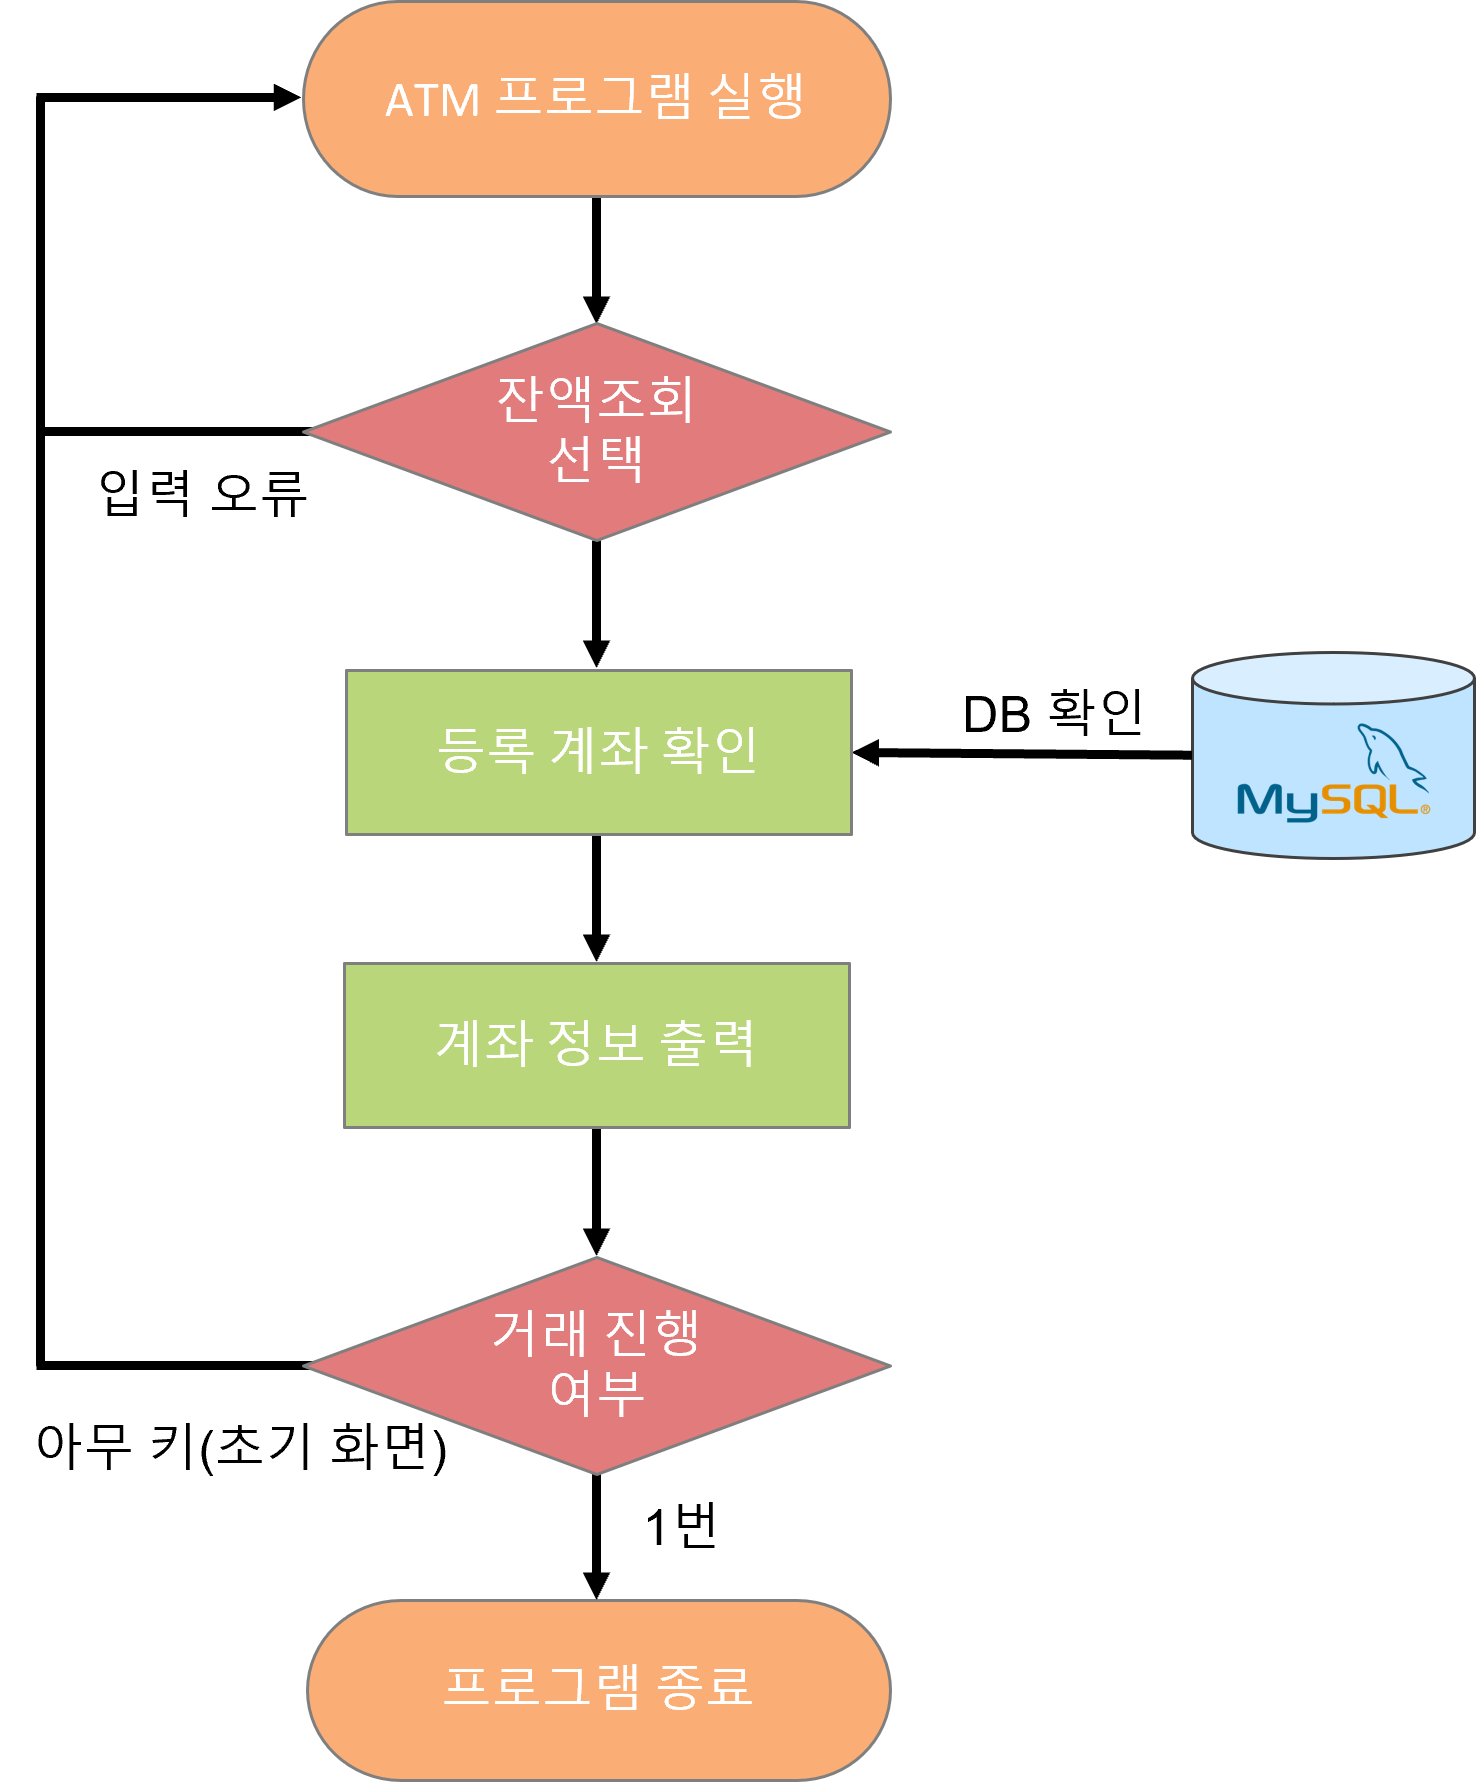 ATM 프로그램 실행
잔액조회
선택
입력 오류
등록 계좌 확인
DB 확인
MySQL®
계좌 정보 출력
거래 진행
여부
아무 키(초기 화면)
1번
프로그램 종료